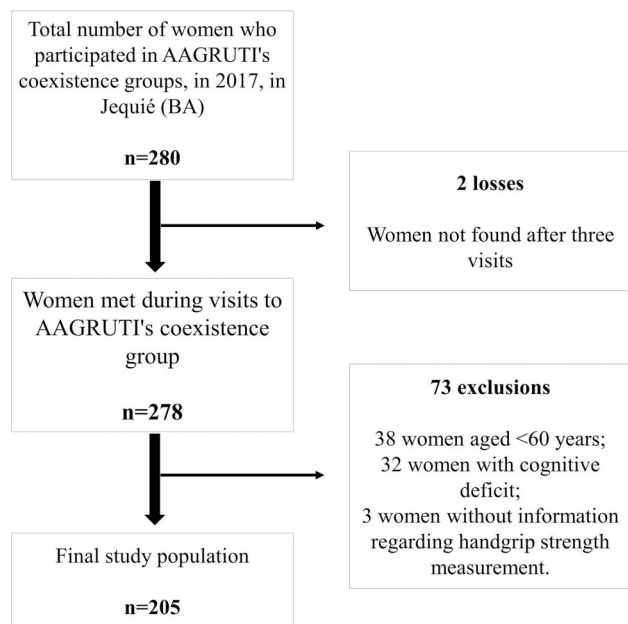 Total number of women who
participated in AAGRUTI's
coexistence groups, in 2017, in
Jequié (BA)
n=280
2 losses
Women not found after three
visits
Women met during visits to
AAGRUTI's coexistence
group
n=278
73 exclusions
38 women aged <60 years;
32 women with cognitive
deficit;
3 women without information
regarding handgrip strength
measurement.
Final study population
n=205